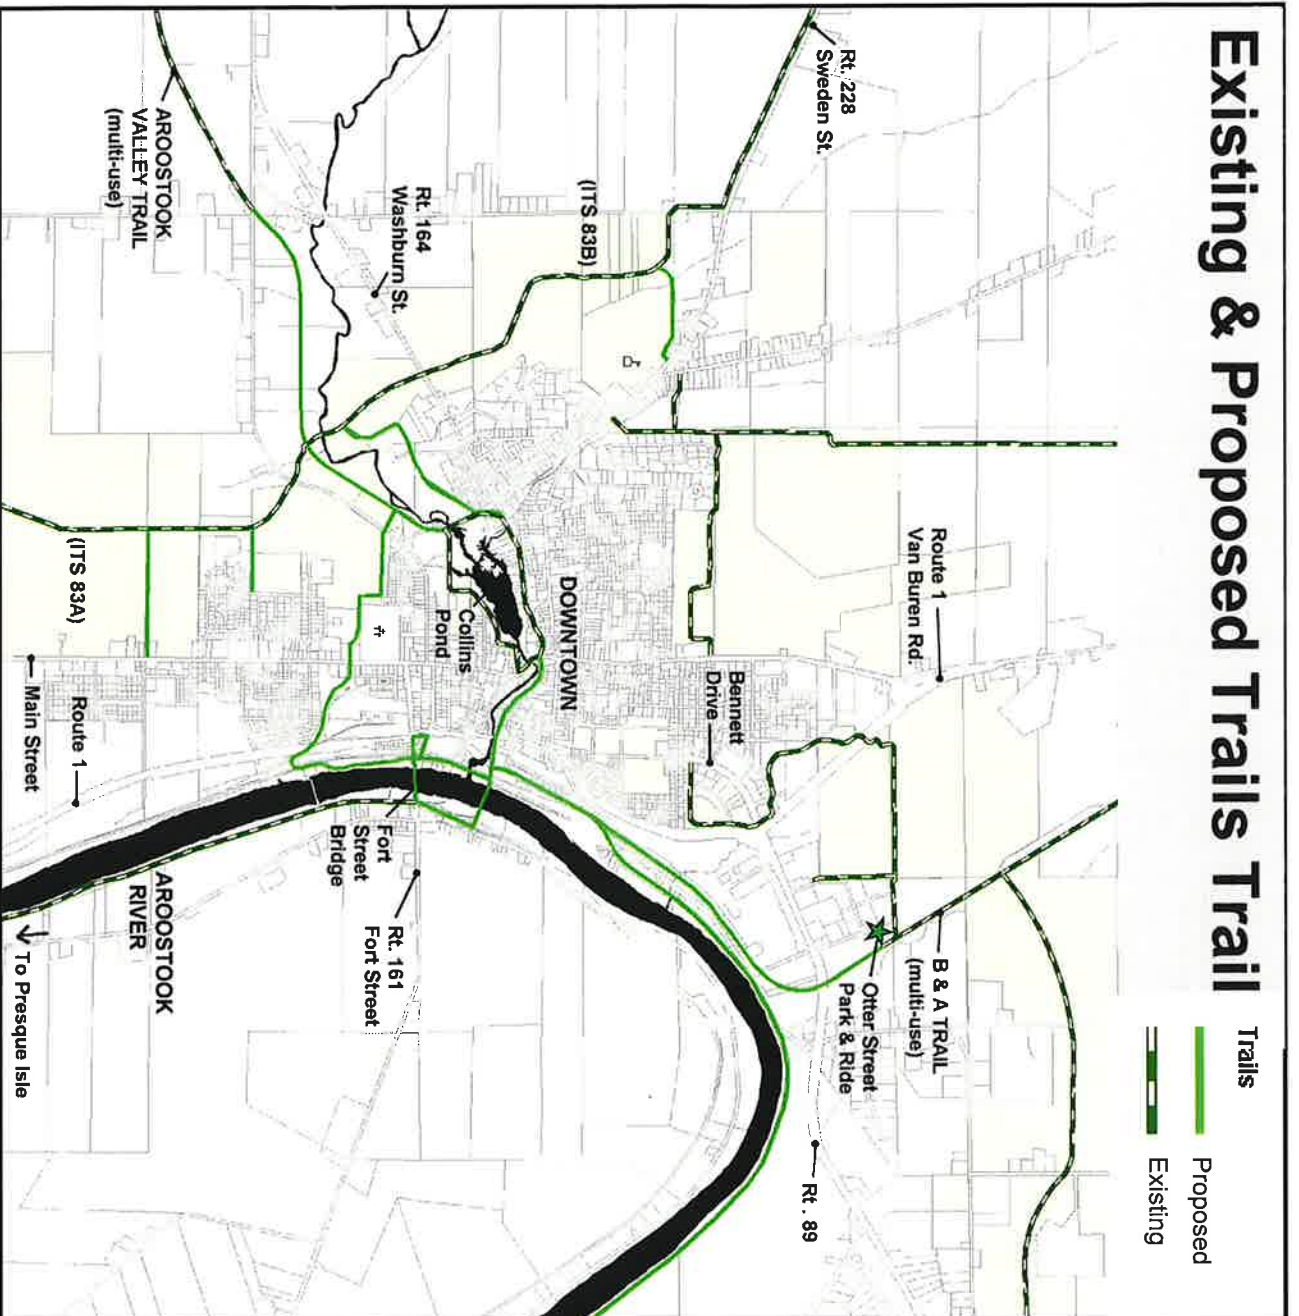 Existing & Proposed Trails Trail
Trails
Proposed
Existing
Rt. 228
Sweden St.
Route 1
Van Buren Rd.
B & A TRAIL
(multi-use)
Otter Street
Park & Ride
Rt . 89
Bennett
Drive
(ITS 83B)
DOWNTOWN
Rt. 164
Washburn St.
Collins
Pond
Rt. 161
Fort Street
Fort
Street
Bridge
AROOSTOOK
VALLEY TRAIL
(multi-use)
AROOSTOOK
RIVER
(ITS 83A)
Route 1
Main Street
To Presque Isle